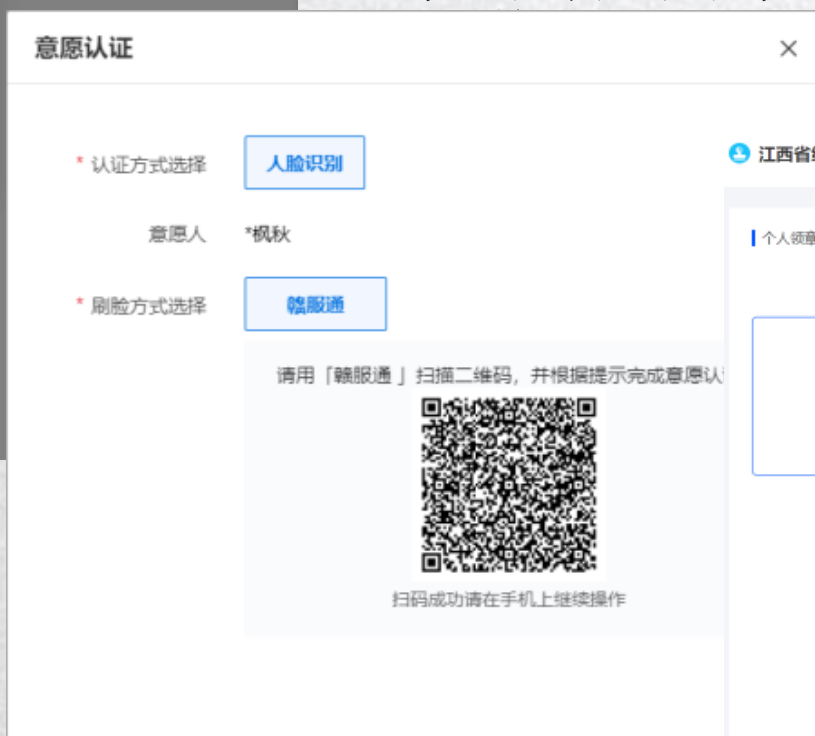 意愿认证
* 认证方式选择 人脸识别
江西省
意愿人 *枫秋
个人领章
* 刷脸方式选择 赣服通
请用「赣服通 」扫描二维码，并根据提示完成意愿认
扫码成功请在手机上继续操作